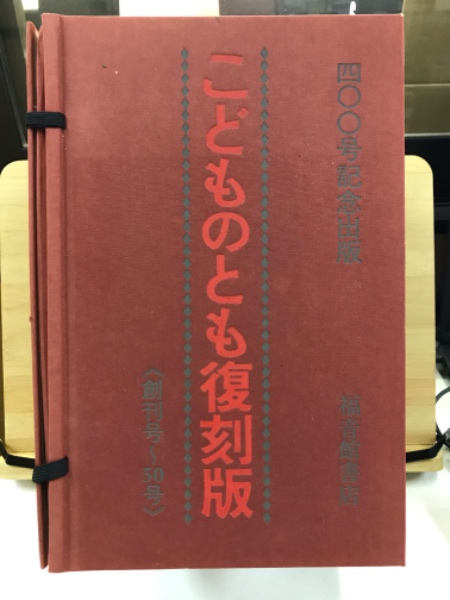 四〇〇号記念出版
福音館書店
こどものとも復刻版
〈創刊号～50号〉